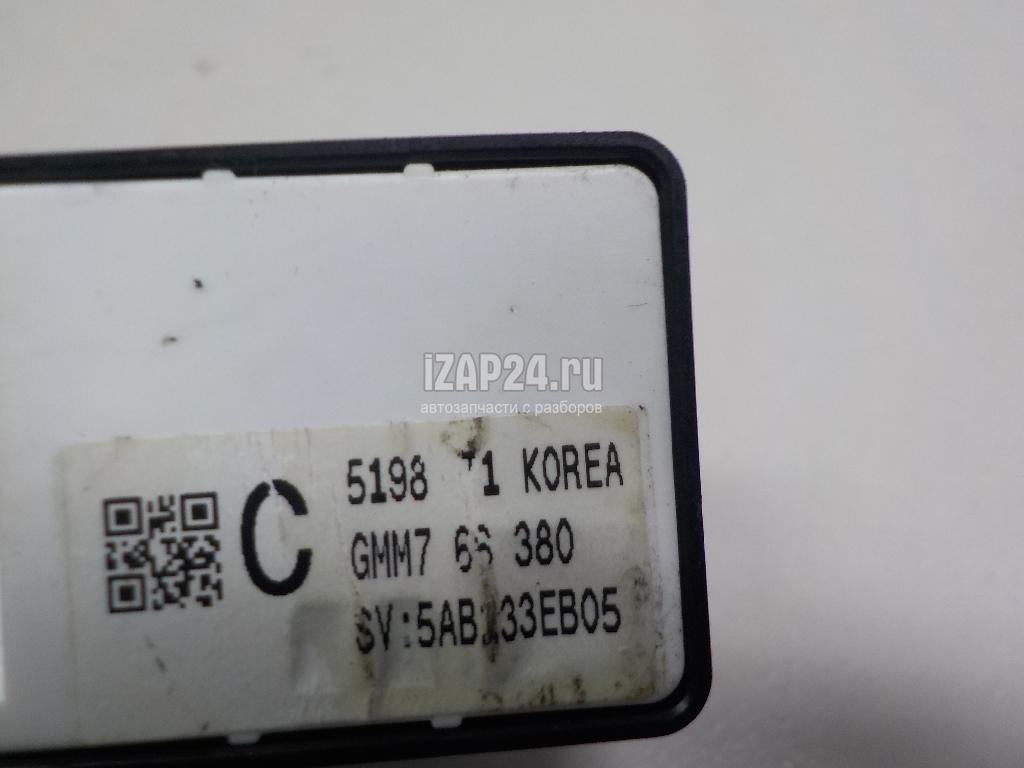 iZAP24.ru
автозапчасти с разборов
C
5198 KOREA
GMM7 380